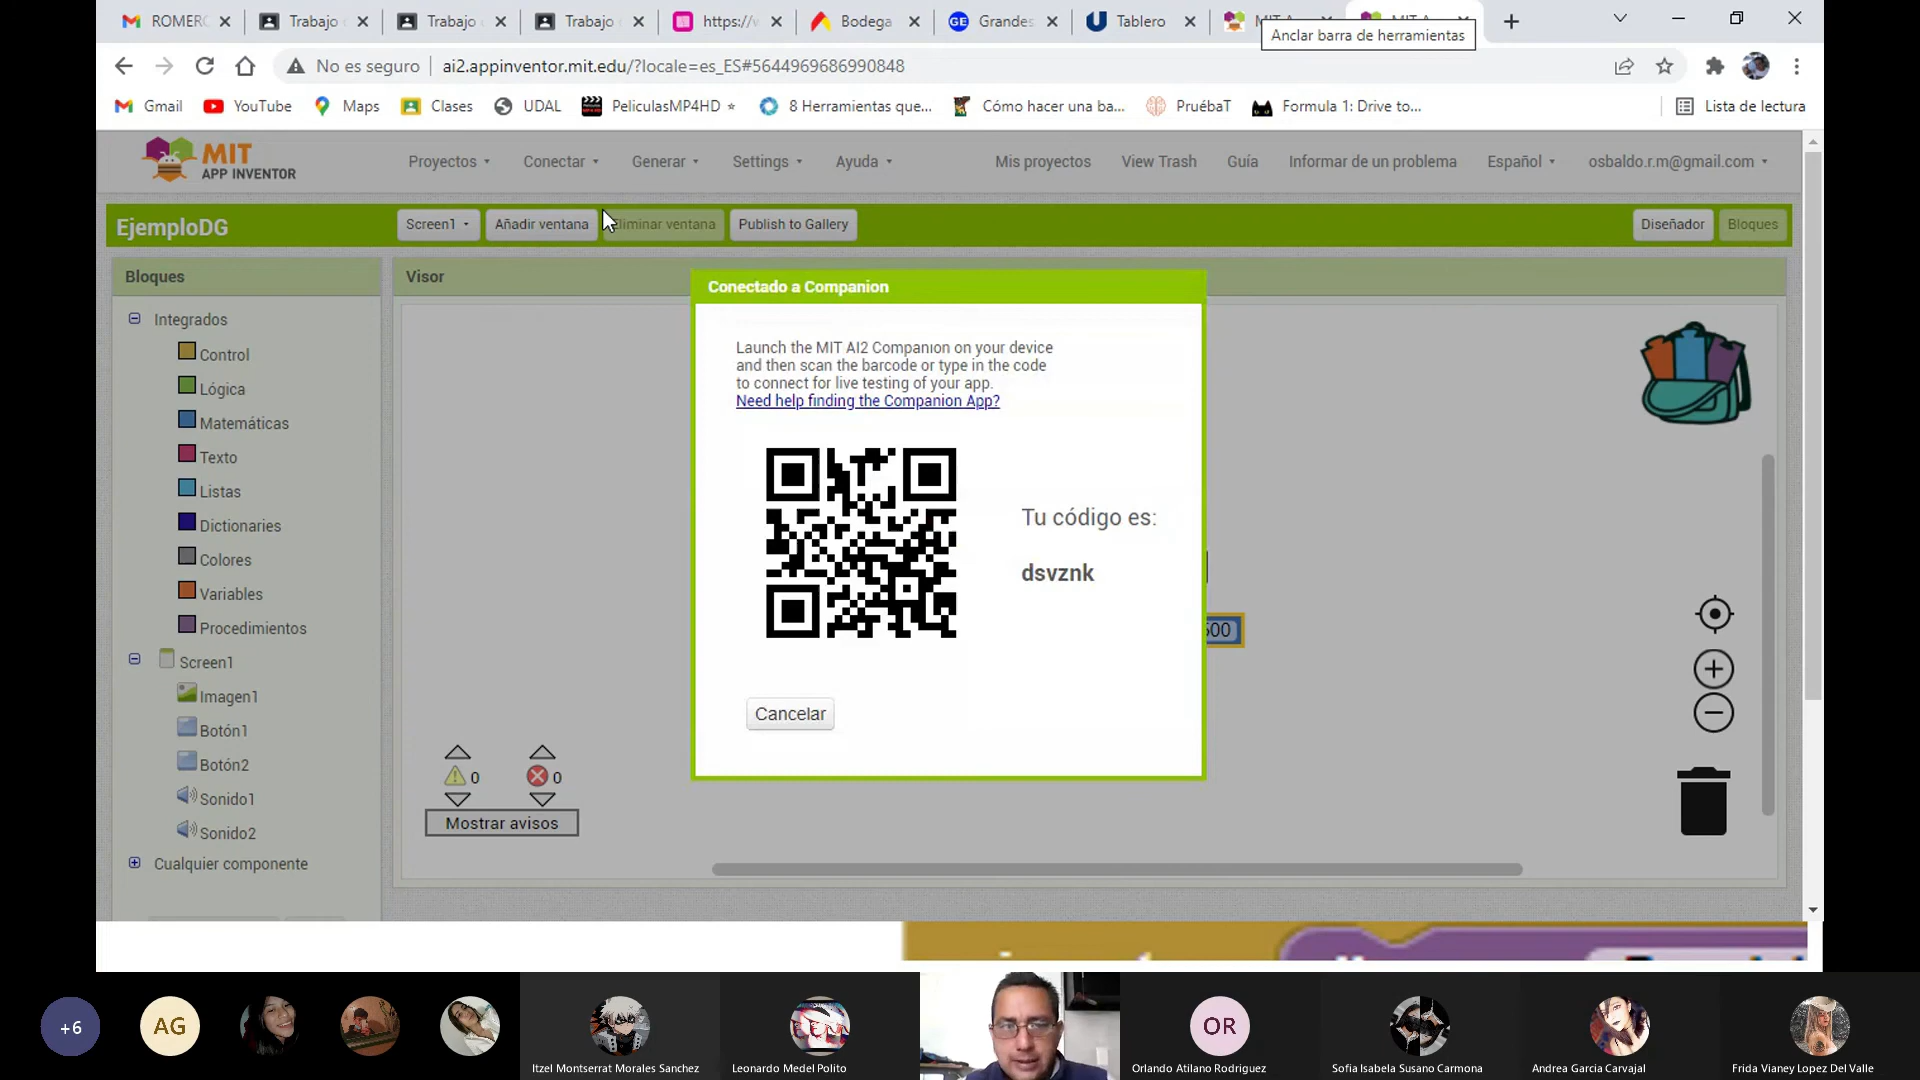 ROMERO
Trabajo
Trabajo
Trabajo
https://w
Bodega
GE Grandes
Tablero
Anclar barra de herramientas
No es seguro
ai2.appinventor.mit.edu/?locale=es_ES#5644969686990848
Gmail
YouTube
Maps
Clases
UDAL
PeliculasMP4HD ★
8 Herramientas que...
Cómo hacer una ba...
PruébaT
Formula 1: Drive to...
Lista de lectura
MIT
APP INVENTOR
Proyectos
Conectar
Generar
Settings
Ayuda
Mis proyectos
View Trash
Guía
Informar de un problema
Español
osbaldo.r.m@gmail.com
EjemploDG
Screen1
Añadir ventana
Eliminar ventana
Publish to Gallery
Diseñador
Bloques
Bloques
Visor
Integrados
Control
Lógica
Matemáticas
Texto
Listas
Dictionaries
Colores
Variables
Procedimientos
Screen1
Imagen1
Botón1
Botón2
Sonido1
Sonido2
Cualquier componente
Conectado a Companion
Launch the MIT AI2 Companion on your device
and then scan the barcode or type in the code
to connect for live testing of your app.
Need help finding the Companion App?
Tu código es:
dsvznk
Cancelar
500
0
0
Mostrar avisos
+6
AG
OR
Itzel Montserrat Morales Sanchez
Leonardo Medel Polito
Orlando Atilano Rodriguez
Sofia Isabela Susano Carmona
Andrea Garcia Carvajal
Frida Vianey Lopez Del Valle